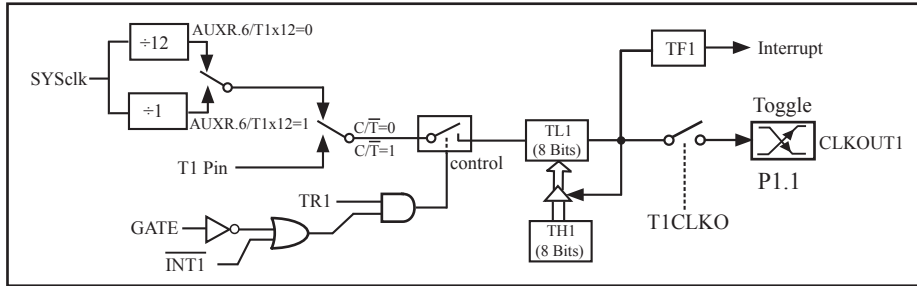 AUXR.6/T1x12=0
÷12
SYSclk
÷1
AUXR.6/T1x12=1
T1 Pin
C/T̅=0
C/T̅=1
control
TR1
GATE
I̅N̅T̅1̅
TL1
(8 Bits)
TH1
(8 Bits)
TF1
Interrupt
Toggle
CLKOUT1
P1.1
T1CLKO